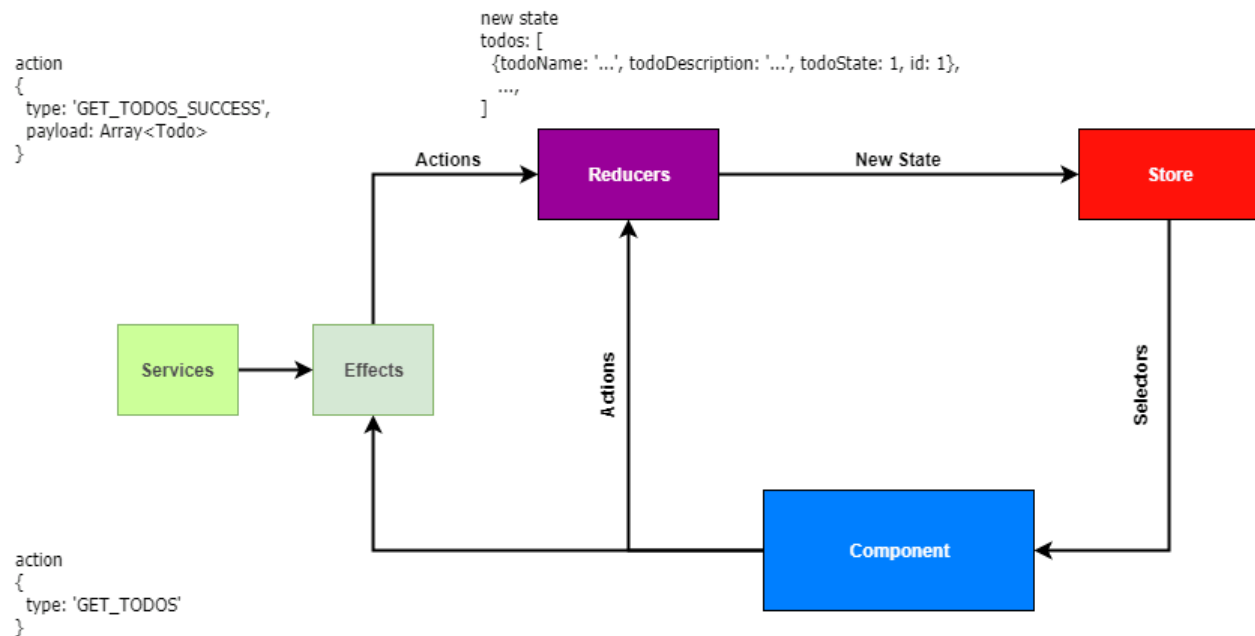 new state
todos: [
{todoName: '...', todoDescription: '...', todoState: 1, id: 1},
...,
]
action
{
type: 'GET_TODOS_SUCCESS',
payload: Array<Todo>
}
Actions
Reducers
New State
Store
Services
Effects
Actions
Selectors
Component
action
{
type: 'GET_TODOS'
}